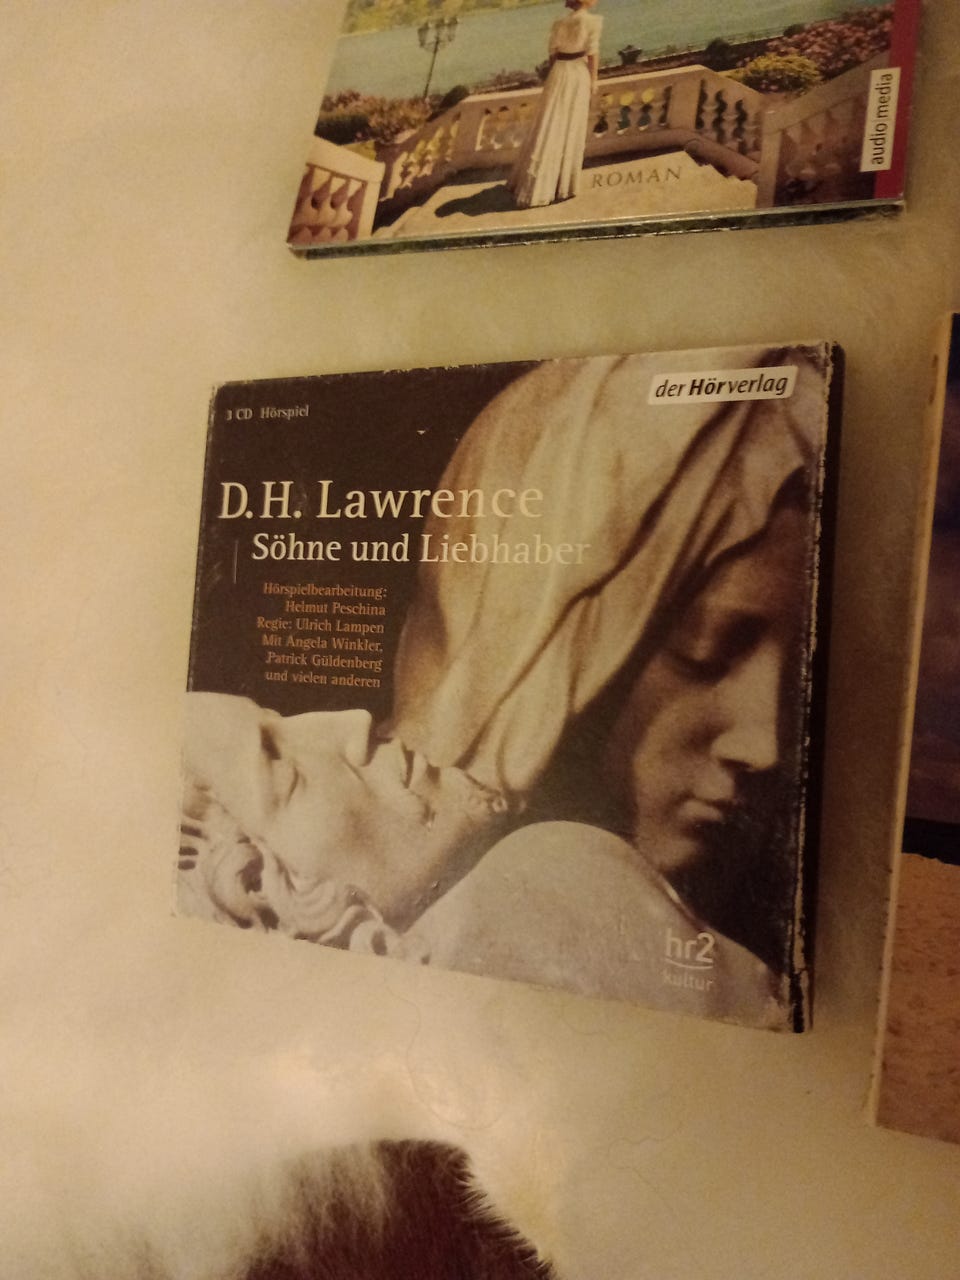 audio media
ROMAN
der Hörverlag
3 CD Hörspiel
D.H. Lawrence
Söhne und Liebhaber
Hörspielbearbeitung:
Helmut Peschina
Regie: Ulrich Lampen
Mit Angela Winkler,
Patrick Güldenberg
und vielen anderen
hr2
kultur